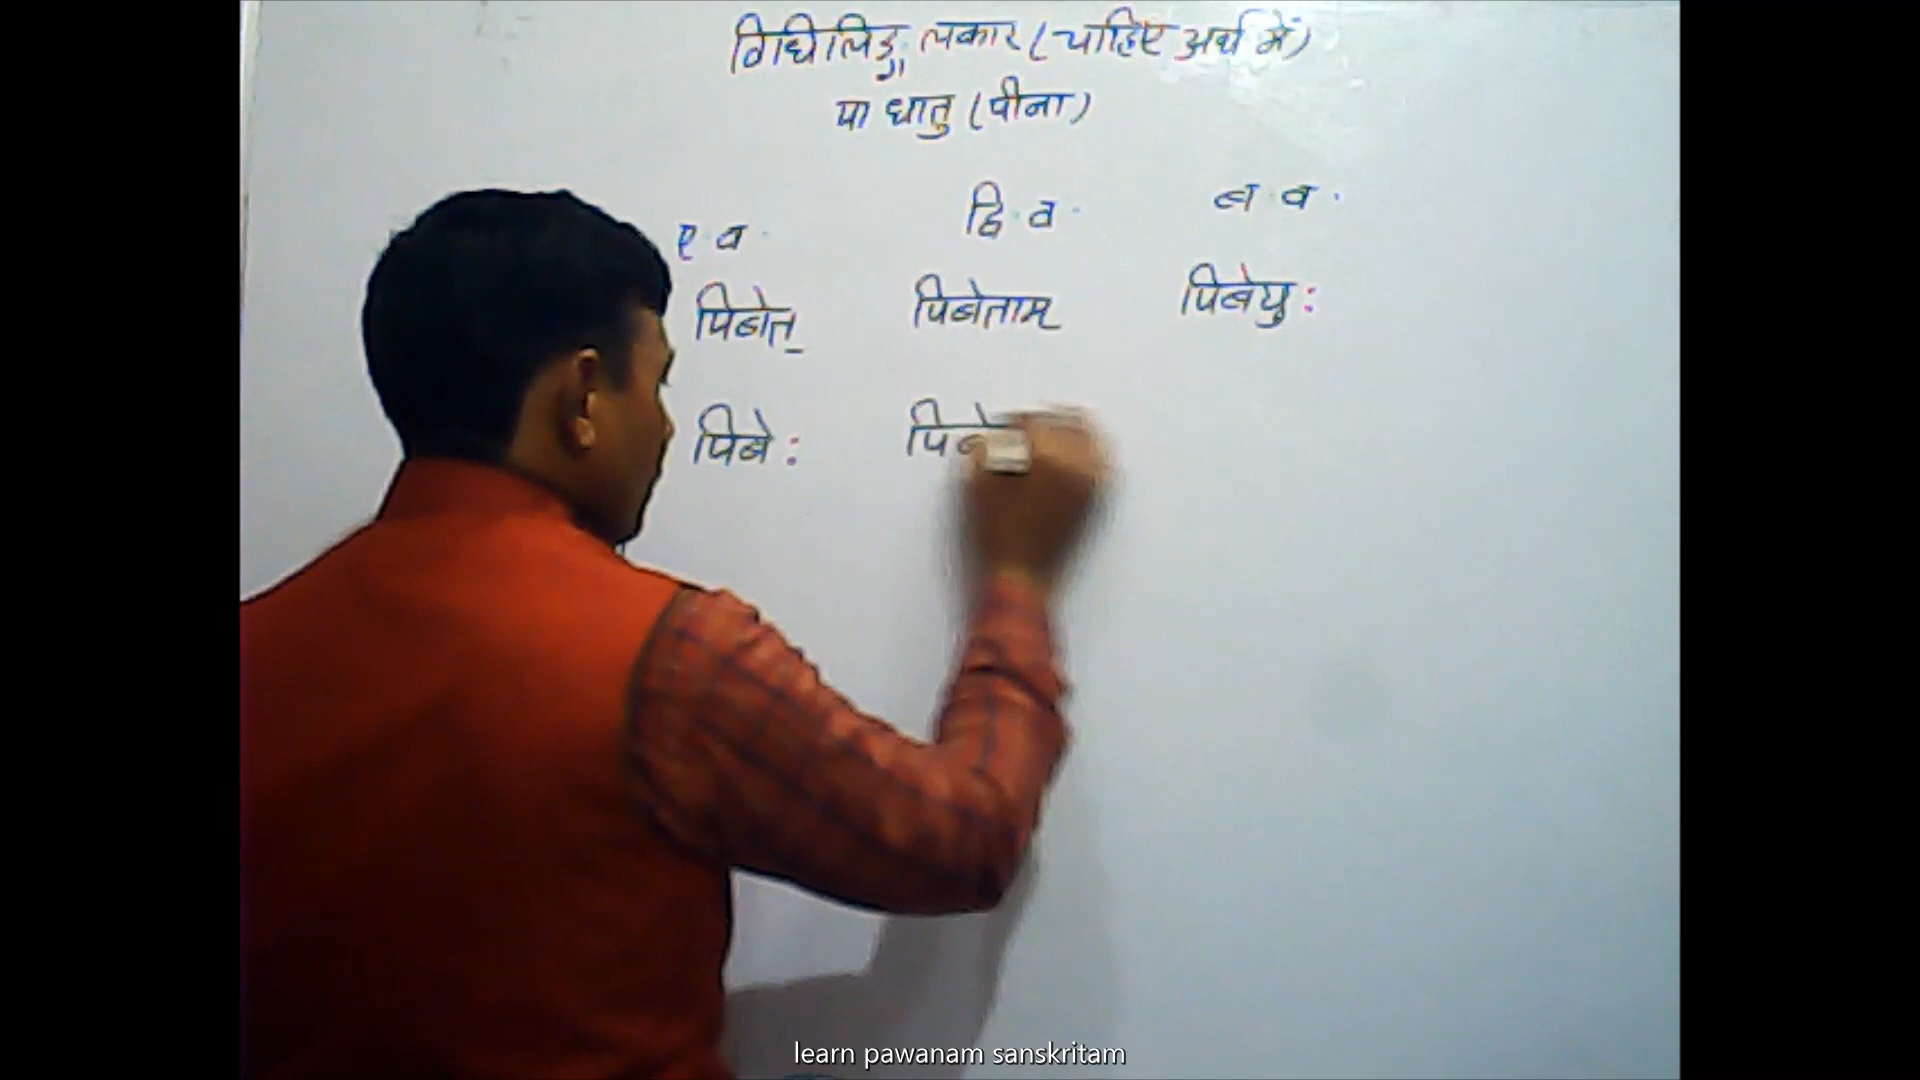 विधिलिङ्ग् लकार (चाहिए अर्थ में)
पा धातु (पीना)
ए.व. द्वि.व. ब.व.
पिबेत् पिबेताम् पिबेयु:
पिबे: पिबे
learn pawanam sanskritam